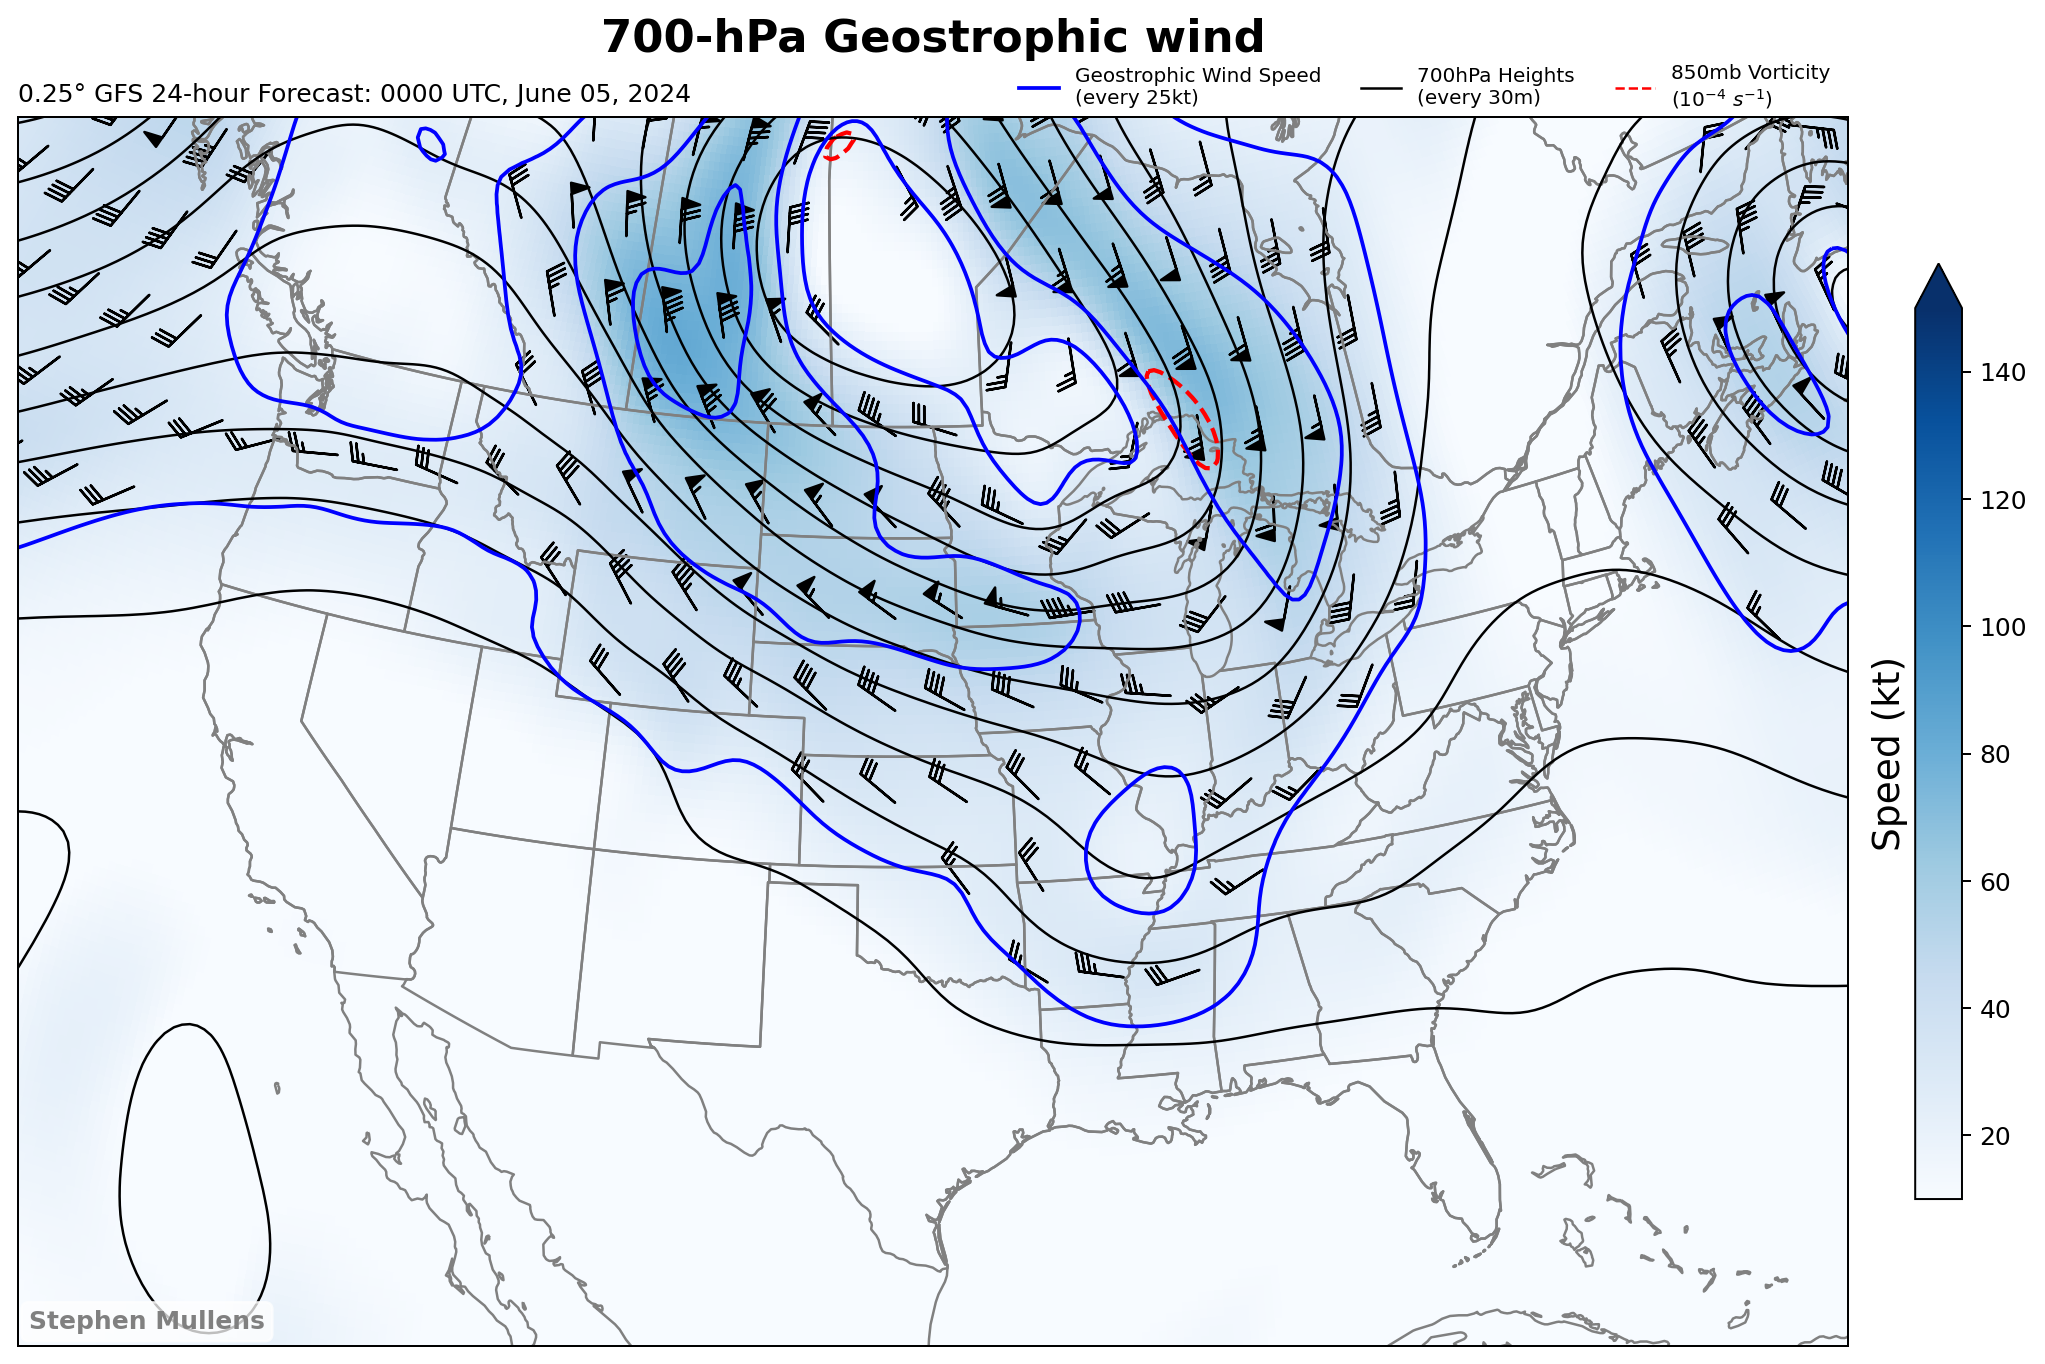 700-hPa Geostrophic wind
0.25° GFS 24-hour Forecast: 0000 UTC, June 05, 2024
Geostrophic Wind Speed
(every 25kt)
700hPa Heights
(every 30m)
850mb Vorticity
(10⁻⁴ s⁻¹)
140
120
100
80
60
40
20
Speed (kt)
Stephen Mullens